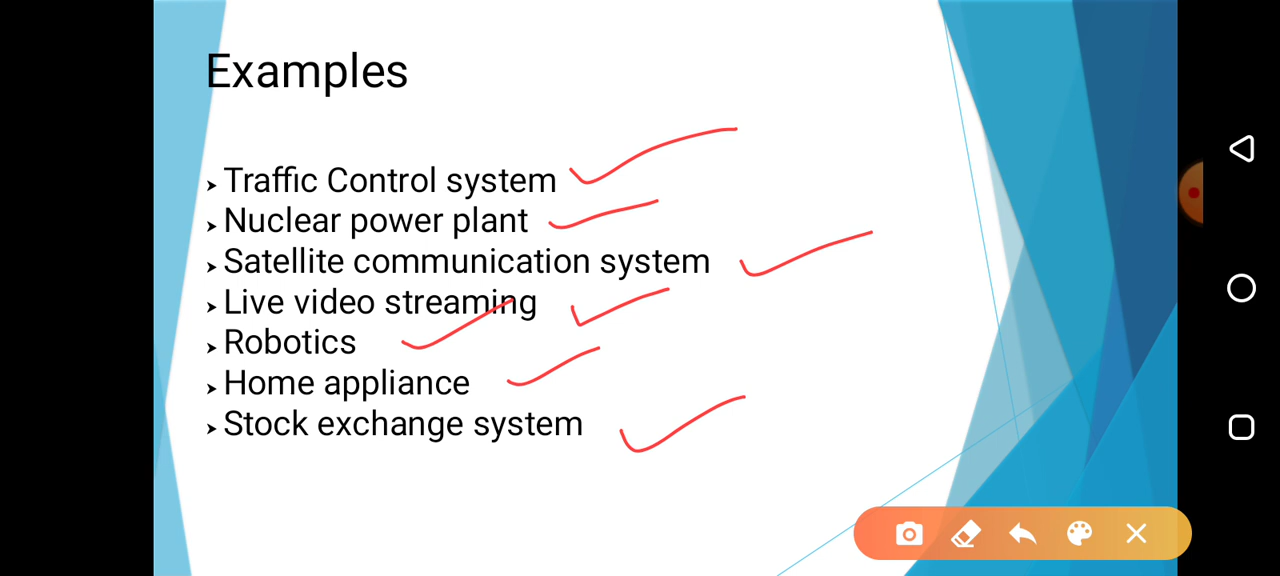 Examples
Traffic Control system
Nuclear power plant
Satellite communication system
Live video streaming
Robotics
Home appliance
Stock exchange system